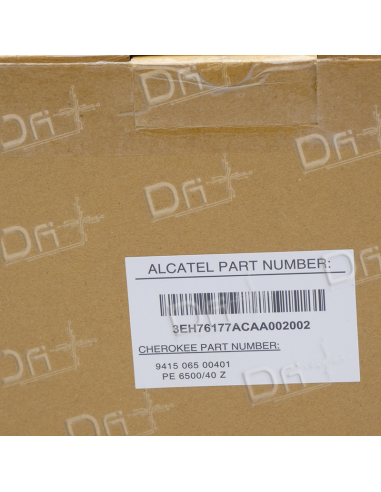 ALCATEL PART NUMBER:
3EH76177ACAA002002
CHEROKEE PART NUMBER:
9415 065 00401
PE 6500/40 Z